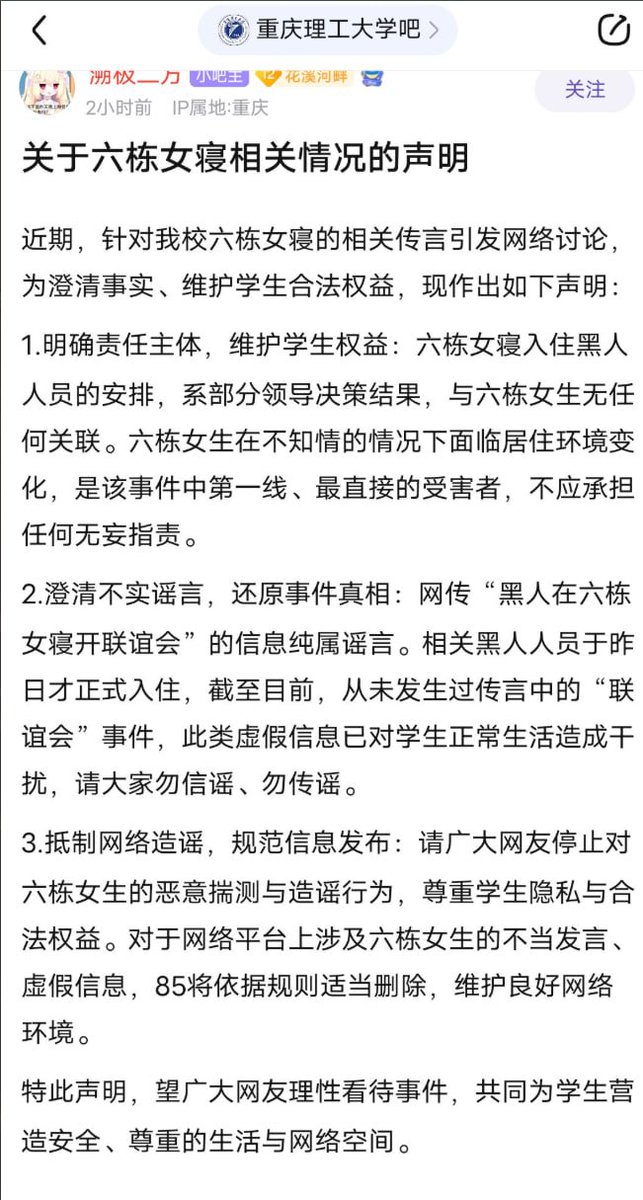 重庆理工大学吧
溯极二方 小吧主 12 花溪河畔
2小时前 IP属地:重庆
关注
关于六栋女寝相关情况的声明
近期，针对我校六栋女寝的相关传言引发网络讨论，
为澄清事实、维护学生合法权益，现作出如下声明：
1.明确责任主体，维护学生权益：六栋女寝入住黑人
人员的安排，系部分领导决策结果，与六栋女生无任
何关联。六栋女生在不知情的情况下面临居住环境变
化，是该事件中第一线、最直接的受害者，不应承担
任何无妄指责。
2.澄清不实谣言，还原事件真相：网传“黑人在六栋
女寝开联谊会”的信息纯属谣言。相关黑人人员于昨
日才正式入住，截至目前，从未发生过传言中的“联
谊会”事件，此类虚假信息已对学生正常生活造成干
扰，请大家勿信谣、勿传谣。
3.抵制网络造谣，规范信息发布：请广大网友停止对
六栋女生的恶意揣测与造谣行为，尊重学生隐私与合
法权益。对于网络平台上涉及六栋女生的不当发言、
虚假信息，85将依据规则适当删除，维护良好网络
环境。
特此声明，望广大网友理性看待事件，共同为学生营
造安全、尊重的生活与网络空间。